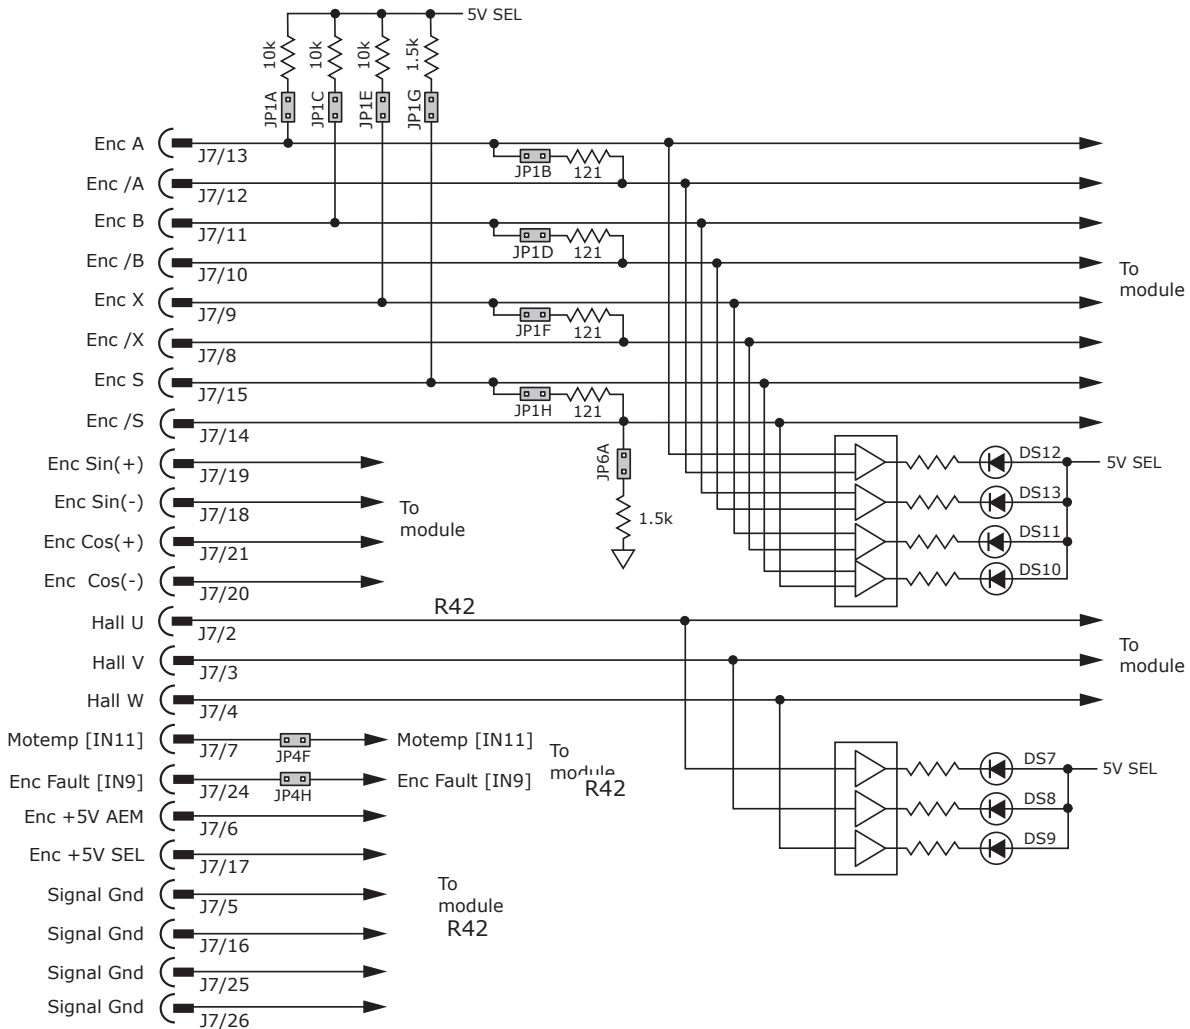 5V SEL
10k
10k
10k
1.5k
JP1A
JP1C
JP1E
JP1G
Enc A
J7/13
JP1B
121
Enc /A
J7/12
Enc B
J7/11
JP1D
121
Enc /B
J7/10
To
module
Enc X
J7/9
JP1F
121
Enc /X
J7/8
Enc S
J7/15
JP1H
121
Enc /S
J7/14
JP6A
1.5k
DS12
5V SEL
DS13
DS11
DS10
Enc Sin(+)
J7/19
Enc Sin(-)
J7/18
To
module
Enc Cos(+)
J7/21
Enc Cos(-)
J7/20
R42
Hall U
J7/2
Hall V
J7/3
To
module
Hall W
J7/4
Motemp [IN11]
J7/7
JP4F
Motemp [IN11]
To
module
R42
Enc Fault [IN9]
J7/24
JP4H
Enc Fault [IN9]
DS7
5V SEL
DS8
DS9
Enc +5V AEM
J7/6
Enc +5V SEL
J7/17
To
module
R42
Signal Gnd
J7/5
Signal Gnd
J7/16
Signal Gnd
J7/25
Signal Gnd
J7/26